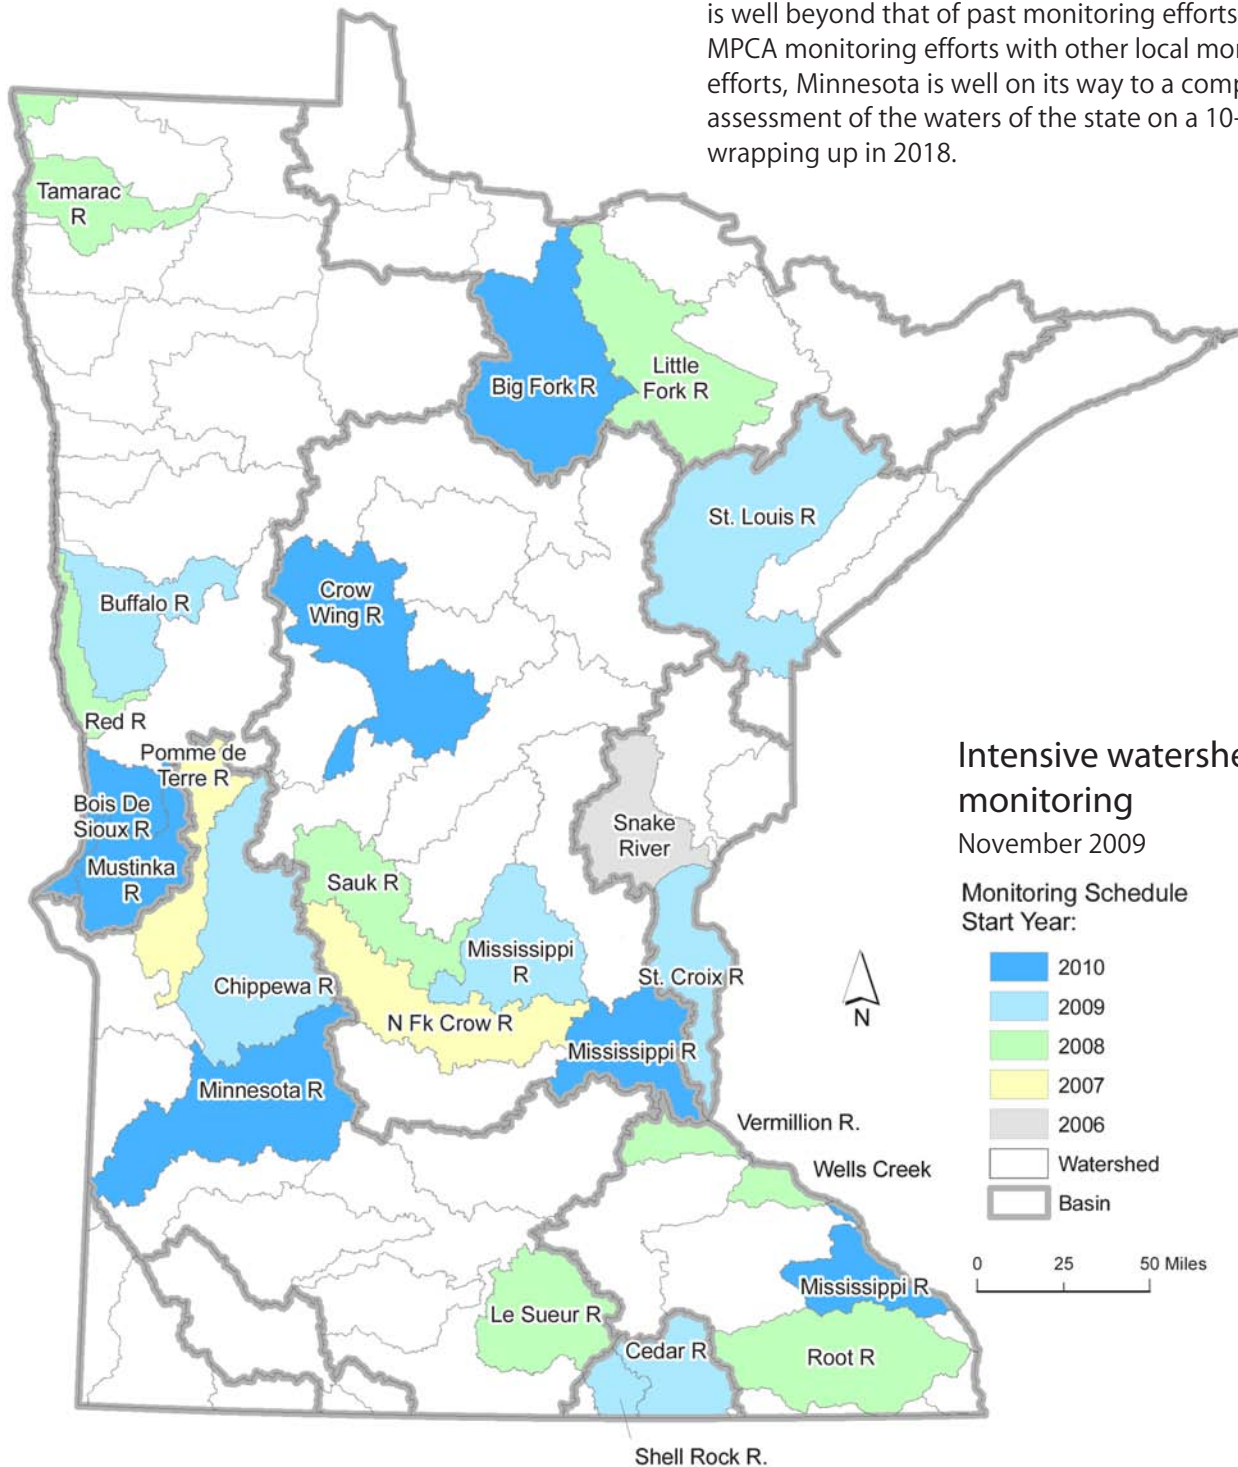 is well beyond that of past monitoring efforts
MPCA monitoring efforts with other local mo
efforts, Minnesota is well on its way to a comp
assessment of the waters of the state on a 10-
wrapping up in 2018.
Tamarac
R
Big Fork R
Little
Fork R
St. Louis R
Buffalo R
Crow
Wing R
Red R
Pomme de
Terre R
Bois De
Sioux R
Mustinka
R
Snake
River
Sauk R
Mississippi
R
Chippewa R
St. Croix R
N Fk Crow R
Mississippi R
Minnesota R
Vermillion R.
Wells Creek
Mississippi R
Le Sueur R
Cedar R
Root R
Shell Rock R.
Intensive watershe
monitoring
November 2009
Monitoring Schedule
Start Year:
2010
2009
2008
2007
2006
Watershed
Basin
N
0 25 50 Miles